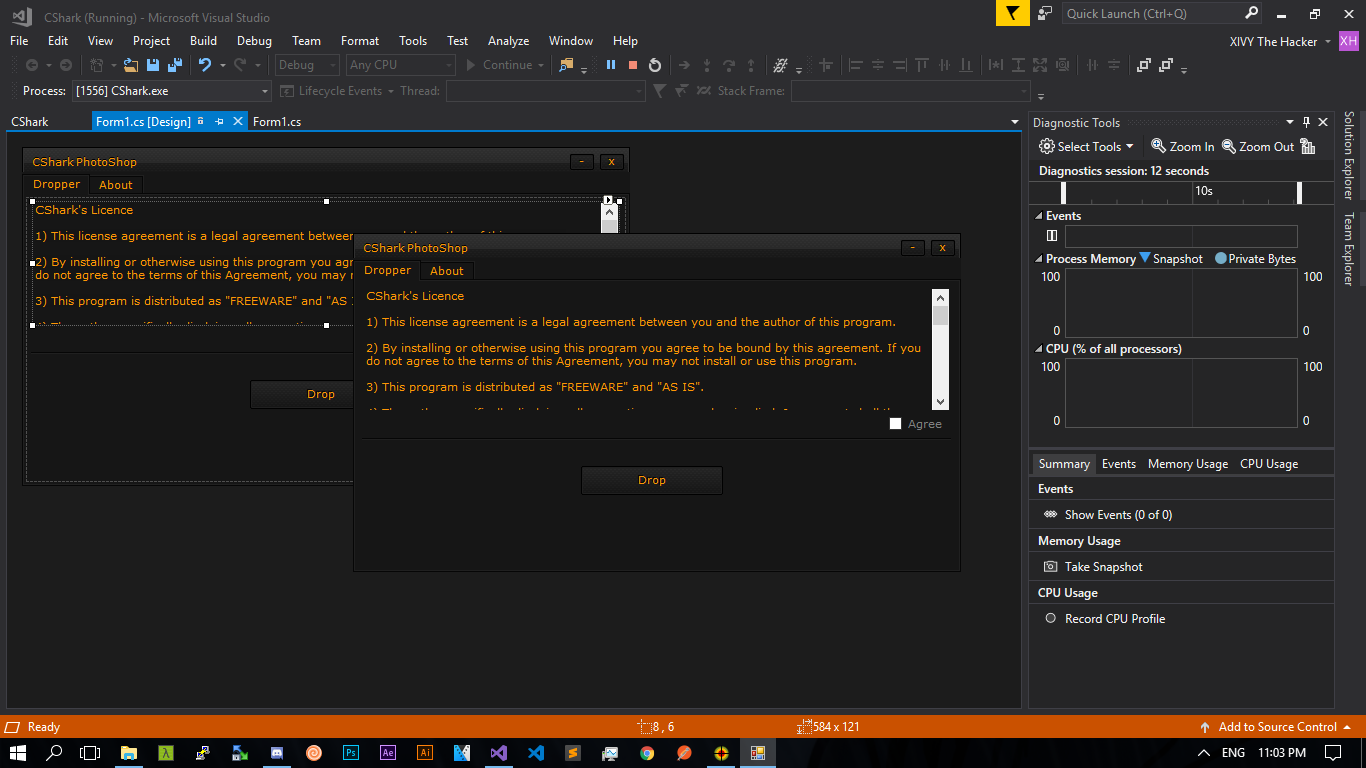 CShark (Running) - Microsoft Visual Studio
Quick Launch (Ctrl+Q)
File Edit View Project Build Debug Team Format Tools Test Analyze Window Help
XIVY The Hacker
XH
Debug Any CPU Continue
Process: [1556] CShark.exe Lifecycle Events Thread: Stack Frame:
CShark Form1.cs [Design] Form1.cs
CShark PhotoShop
- x
Dropper About
CShark's Licence
1) This license agreement is a legal agreement between
2) By installing or otherwise using this program you agr
do not agree to the terms of this Agreement, you may r
3) This program is distributed as "FREEWARE" and "AS I
Drop
CShark PhotoShop
- x
Dropper About
CShark's Licence
1) This license agreement is a legal agreement between you and the author of this program.
2) By installing or otherwise using this program you agree to be bound by this agreement. If you
do not agree to the terms of this Agreement, you may not install or use this program.
3) This program is distributed as "FREEWARE" and "AS IS".
Agree
Drop
Diagnostic Tools
Select Tools Zoom In Zoom Out
Diagnostics session: 12 seconds
10s
Events
Process Memory Snapshot Private Bytes
100 100
0 0
CPU (% of all processors)
100 100
0 0
Summary Events Memory Usage CPU Usage
Events
Show Events (0 of 0)
Memory Usage
Take Snapshot
CPU Usage
Record CPU Profile
Solution Explorer
Team Explorer
Ready 8 , 6 584 x 121 Add to Source Control
λ Ps Ae Ai
ENG 11:03 PM